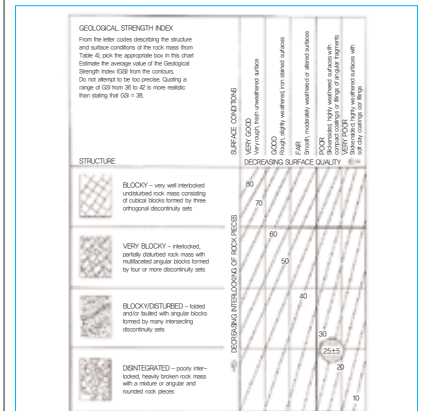 GEOLOGICAL STRENGTH INDEX
From the letter codes describing the structure
and surface conditions of the rock mass (from
Table 4), pick the appropriate box in this chart
Estimate the average value of the Geological
Strength Index (GSI) from the contours.
Do not attempt to be too precise. Quoting a
range of GSI from 36 to 42 is more realistic
than stating that GSI = 38.
SURFACE CONDITIONS
VERY GOOD
Very rough, fresh unweathered surface
GOOD
Rough, slightly weathered, iron stained surfaces
FAIR
Smooth, moderately weathered or altered surfaces
POOR
Slickensided, highly weathered surfaces with
compact coatings or fillings of angular fragments
VERY POOR
Slickensided, highly weathered surfaces with
soft clay coatings or fillings
STRUCTURE
DECREASING SURFACE QUALITY
DECREASING INTERLOCKING OF ROCK PIECES
BLOCKY – very well interlocked
undisturbed rock mass consisting
of cubical blocks formed by three
orthogonal discontinuity sets
VERY BLOCKY – interlocked,
partially disturbed rock mass with
multifaceted angular blocks formed
by four or more discontinuity sets
BLOCKY/DISTURBED – folded
and/or faulted with angular blocks
formed by many intersecting
discontinuity sets
DISINTEGRATED – poorly inter-
locked, heavily broken rock mass
with a mixture or angular and
rounded rock pieces
80
70
60
50
40
30
25±5
20
10